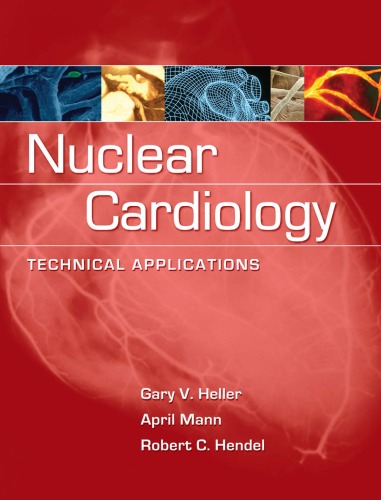 Nuclear
Cardiology
TECHNICAL APPLICATIONS
Gary V. Heller
April Mann
Robert C. Hendel